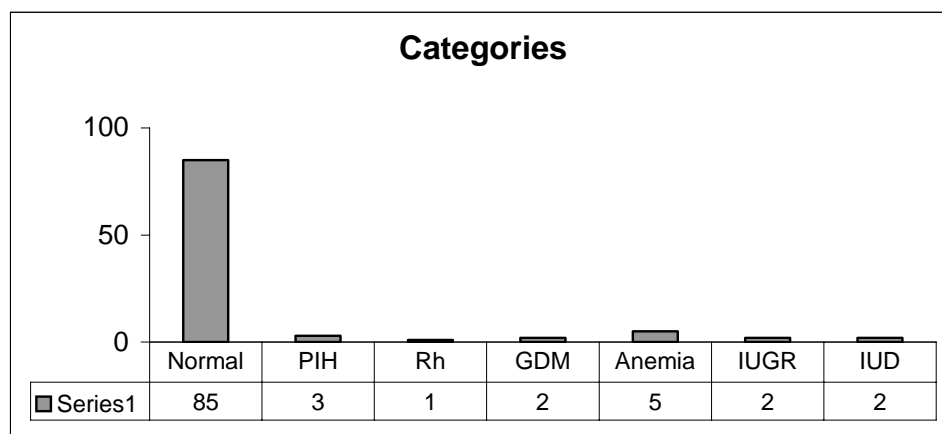 Categories
100
50
0
Normal PIH Rh GDM Anemia IUGR IUD
Series1 85 3 1 2 5 2 2